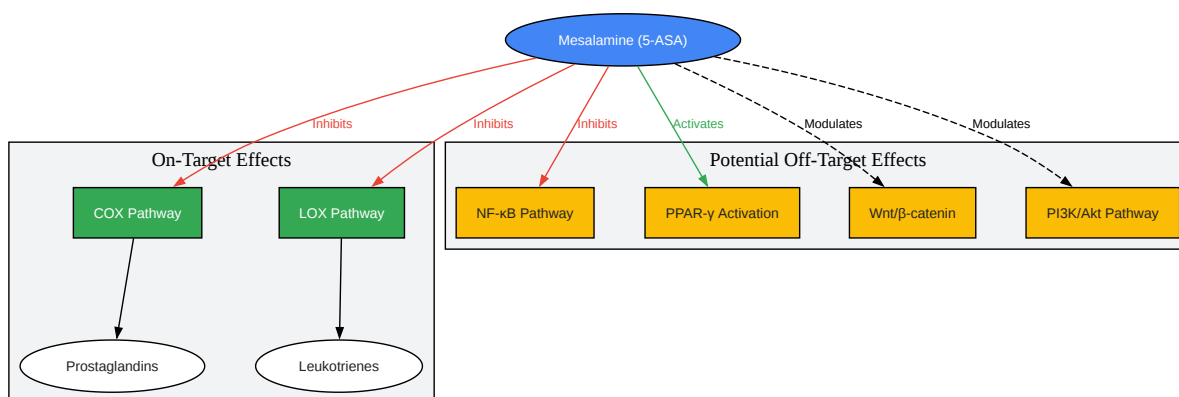 Mesalamine (5-ASA)
Inhibits
Inhibits
Inhibits
Activates
Modulates
Modulates
On-Target Effects
Potential Off-Target Effects
COX Pathway
LOX Pathway
NF-κB Pathway
PPAR-γ Activation
Wnt/β-catenin
PI3K/Akt Pathway
Prostaglandins
Leukotrienes